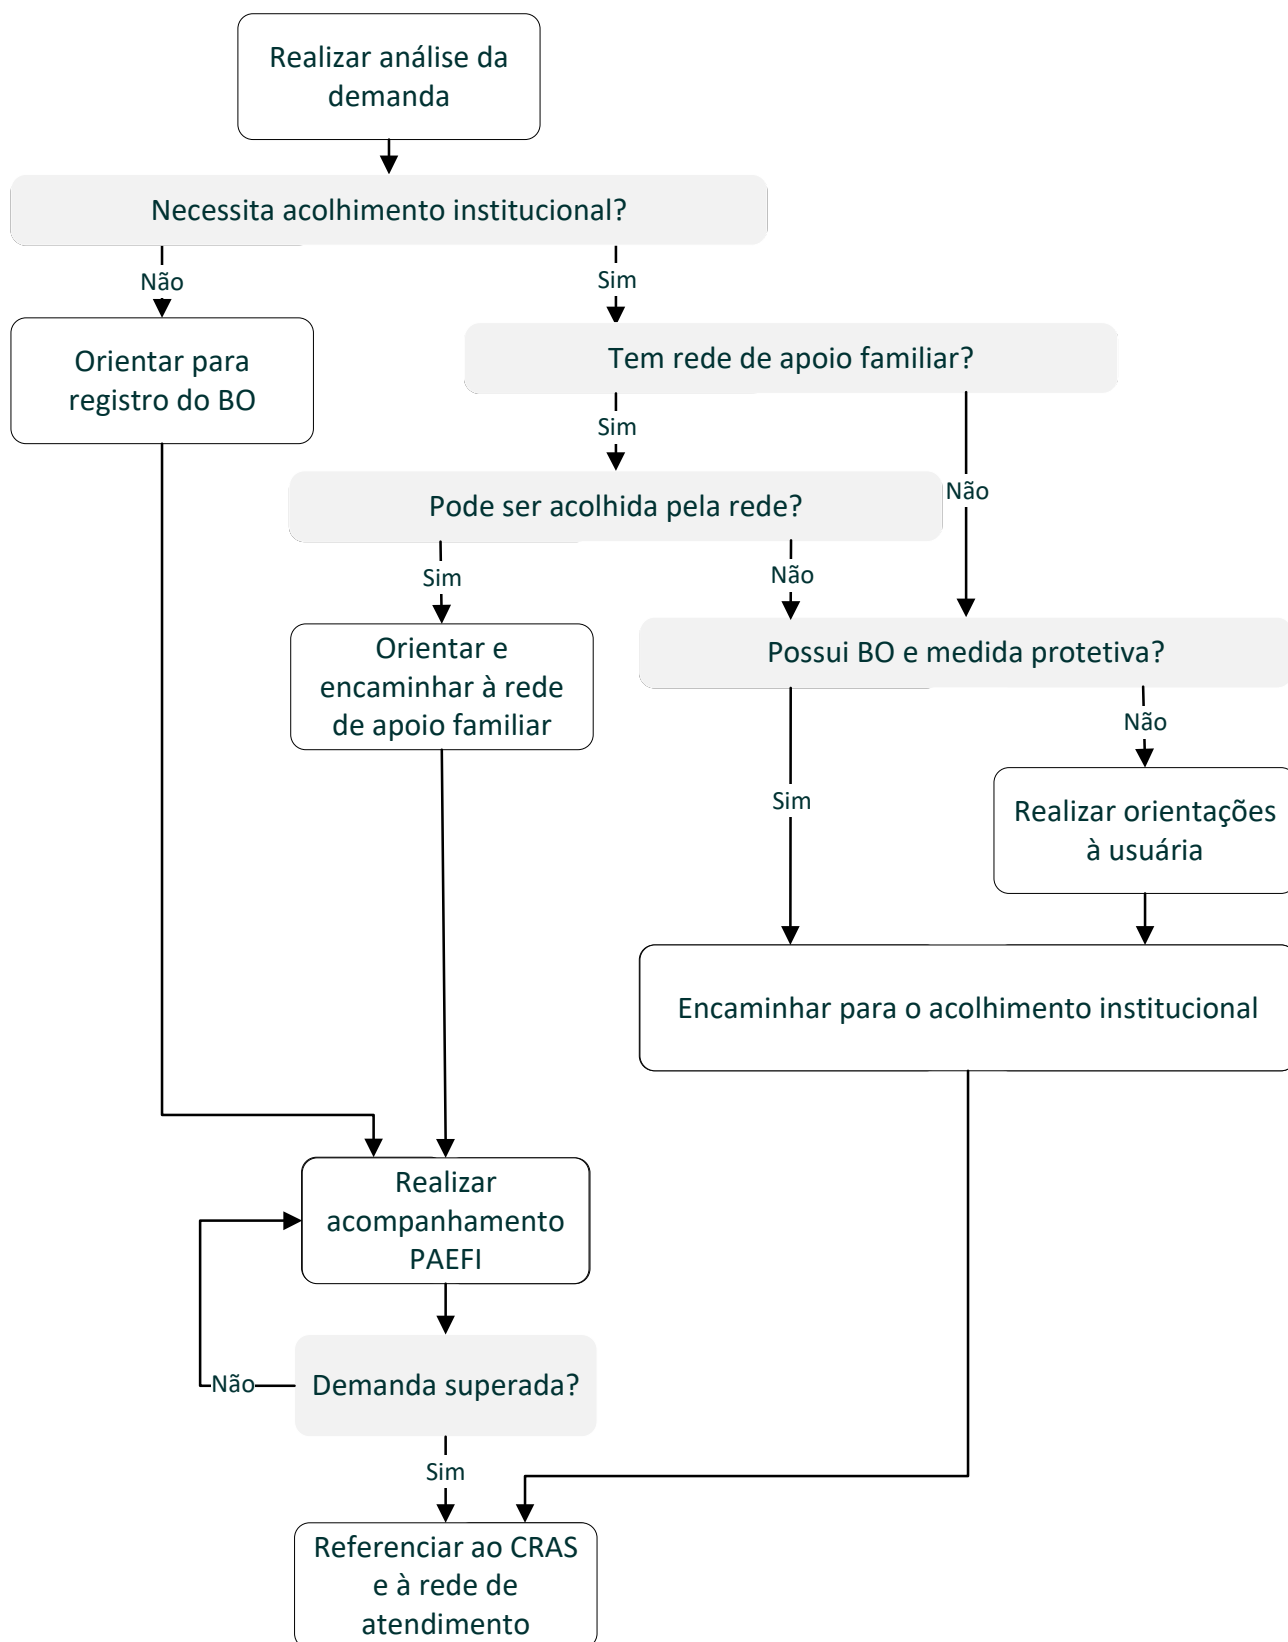 Realizar análise da
demanda
Necessita acolhimento institucional?
Não
Sim
Orientar para
registro do BO
Tem rede de apoio familiar?
Sim
Não
Pode ser acolhida pela rede?
Sim
Não
Orientar e
encaminhar à rede
de apoio familiar
Possui BO e medida protetiva?
Sim
Não
Realizar orientações
à usuária
Encaminhar para o acolhimento institucional
Realizar
acompanhamento
PAEFI
Demanda superada?
Não
Sim
Referenciar ao CRAS
e à rede de
atendimento